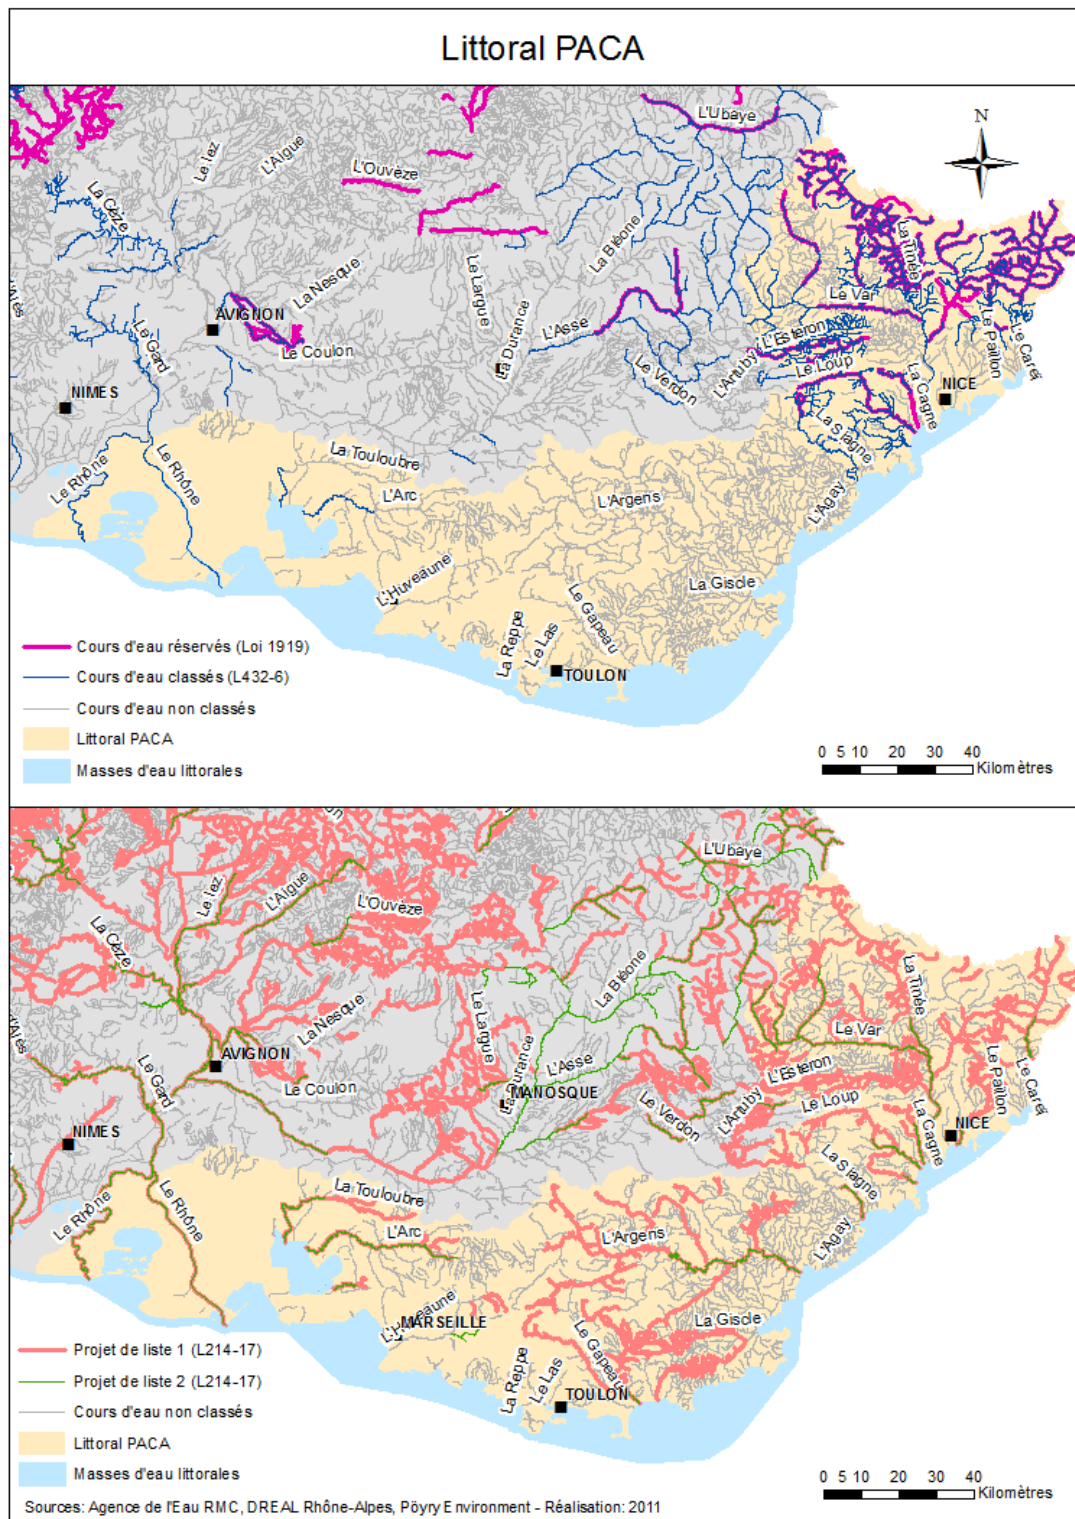 Littoral PACA
L'Ubaye
N
Le lez
L'Aigue
L'Ouvèze
La Cèze
La Bléone
La Tinée
La Nesque
Le Largue
Le Var
AVIGNON
La Durance
L'Asse
L'Esteron
Le Paillon
Le Careï
Le Gard
Le Coulon
Le Verdon
L'Artuby
Le Loup
La Cagne
NIMES
NICE
La Siagne
La Touloubre
Le Rhône
Le Rhône
L'Arc
L'Argens
L'Agay
L'Huveaune
La Giscle
Le Gapeau
La Reppe
Le Las
TOULON
Cours d'eau réservés (Loi 1919)
Cours d'eau classés (L432-6)
Cours d'eau non classés
Littoral PACA
Masses d'eau littorales
0 5 10 20 30 40
Kilomètres
L'Ubaye
Le lez
L'Aigue
L'Ouvèze
La Cèze
La Bléone
La Tinée
La Nesque
Le Largue
Le Var
AVIGNON
La Durance
L'Asse
L'Esteron
Le Paillon
Le Careï
Le Gard
Le Coulon
MANOSQUE
Le Verdon
L'Artuby
Le Loup
La Cagne
NIMES
NICE
La Siagne
La Touloubre
Le Rhône
Le Rhône
L'Arc
L'Argens
L'Agay
MARSEILLE
La Giscle
Le Gapeau
La Reppe
Le Las
TOULON
Projet de liste 1 (L214-17)
Projet de liste 2 (L214-17)
Cours d'eau non classés
Littoral PACA
Masses d'eau littorales
0 5 10 20 30 40
Kilomètres
Sources: Agence de l'Eau RMC, DREAL Rhône-Alpes, Pöyry Environment - Réalisation: 2011